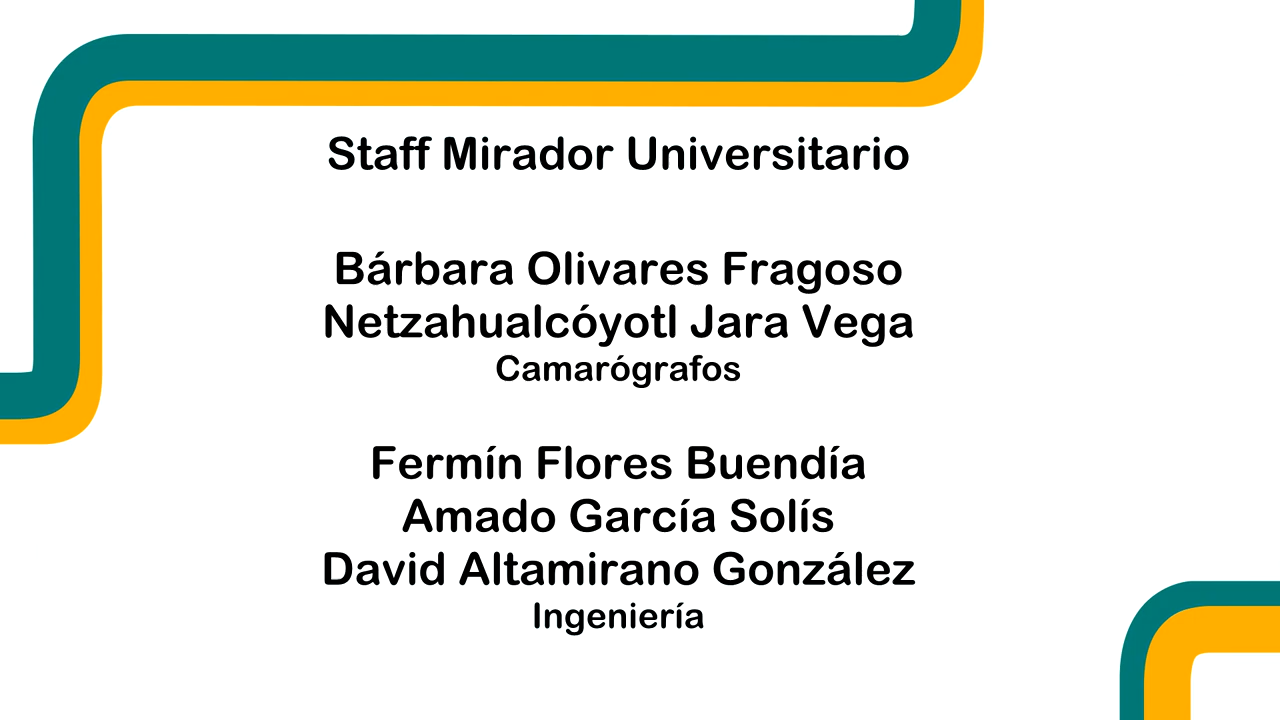 Staff Mirador Universitario
Bárbara Olivares Fragoso
Netzahualcóyotl Jara Vega
Camarógrafos
Fermín Flores Buendía
Amado García Solís
David Altamirano González
Ingeniería